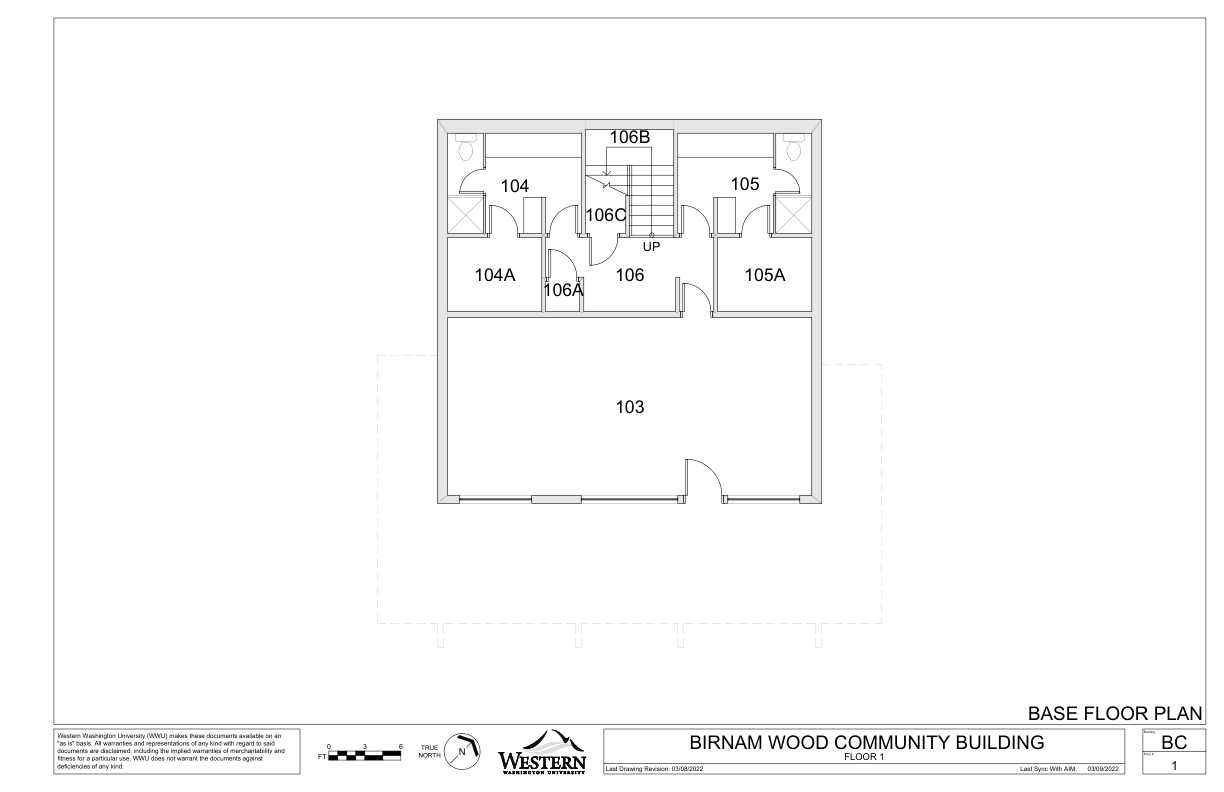 106B
104
105
106C
UP
104A
106
105A
106A
103
BASE FLOOR PLAN
Western Washington University (WWU) makes these documents available on an
"as is" basis. All warranties and representations of any kind with regard to said
documents are disclaimed, including the implied warranties of merchantability and
fitness for a particular use. WWU does not warrant the documents against
deficiencies of any kind.
0 3 6
FT
TRUE
NORTH
N
WESTERN
WASHINGTON UNIVERSITY
BIRNAM WOOD COMMUNITY BUILDING
FLOOR 1
Last Drawing Revision: 03/08/2022
Last Sync With AIM: 03/09/2022
Building
BC
Floor
1